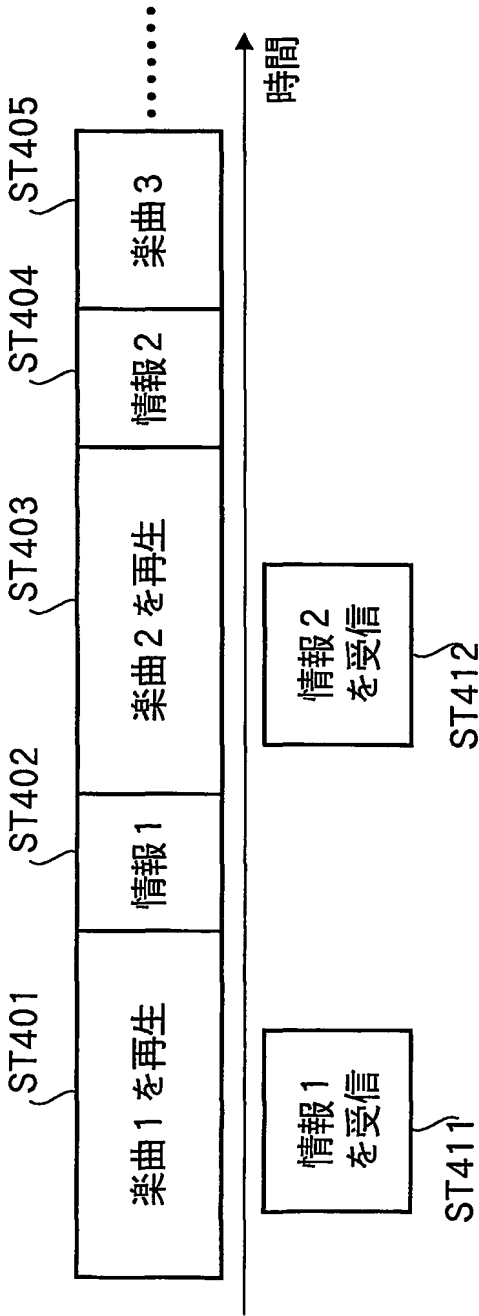 ST401
ST402
ST403
ST404
ST405
楽曲1を再生
情報1
楽曲2を再生
情報2
楽曲3
・・・・・・
時間
情報1
を受信
情報2
を受信
ST411
ST412